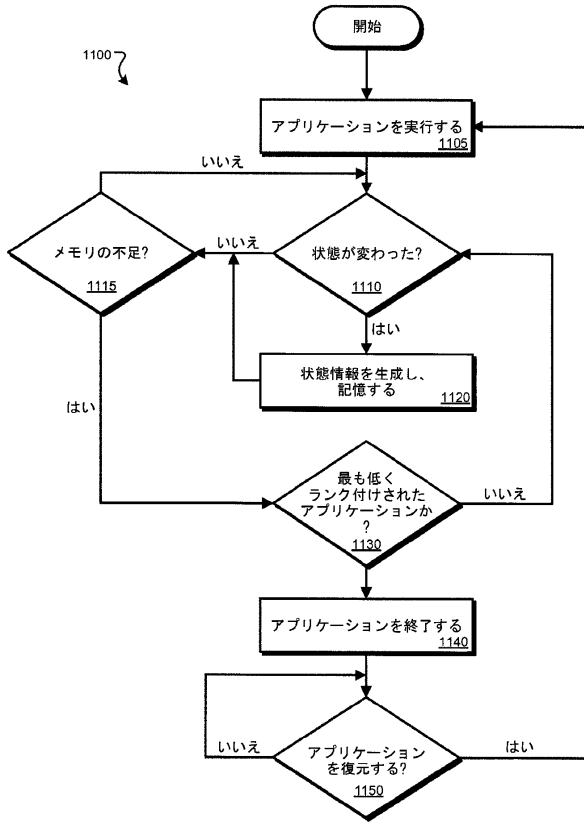 開始
1100
アプリケーションを実行する
1105
いいえ
メモリの不足?
1115
いいえ
状態が変わった?
1110
はい
状態情報を生成し、
記憶する
1120
はい
最も低く
ランク付けされた
アプリケーションか
?
1130
いいえ
アプリケーションを終了する
1140
いいえ
アプリケーション
を復元する?
1150
はい